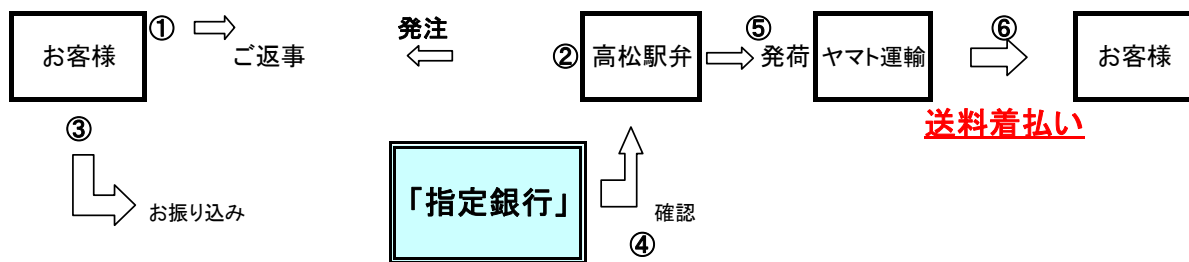 お客様
①
ご返事
発注
②
高松駅弁
⑤
発荷
ヤマト運輸
⑥
お客様
送料着払い
③
お振り込み
「指定銀行」
確認
④